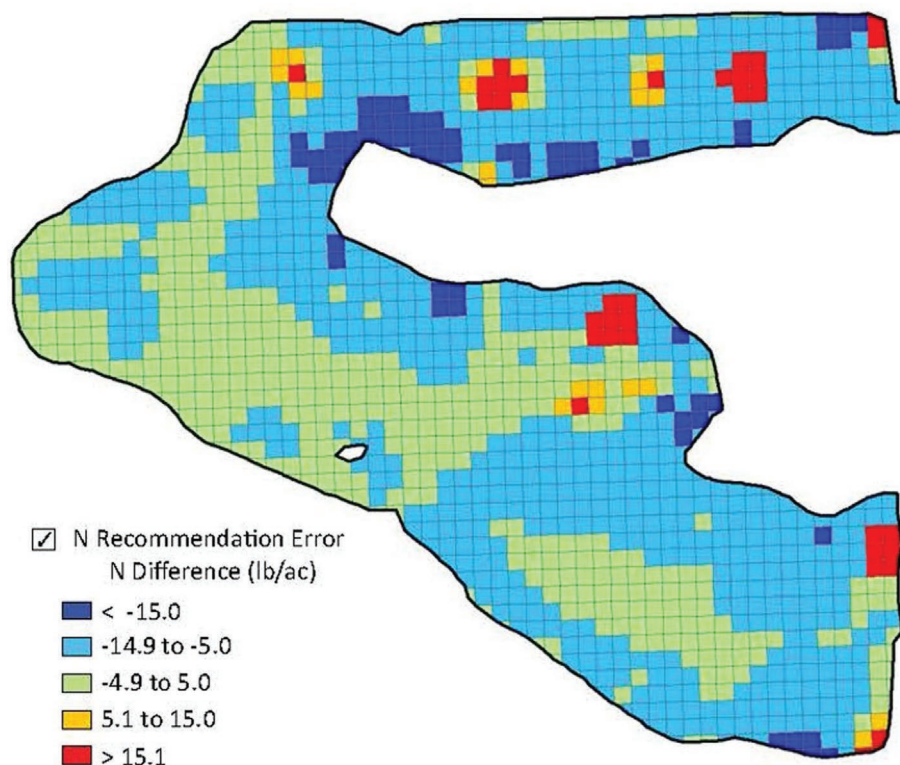 N Recommendation Error
N Difference (lb/ac)
< -15.0
-14.9 to -5.0
-4.9 to 5.0
5.1 to 15.0
> 15.1